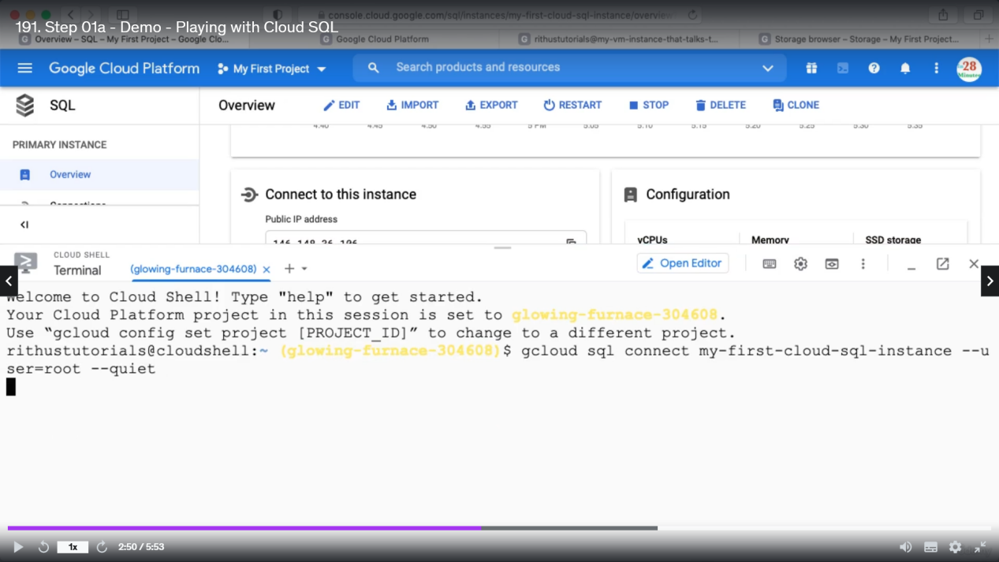 console.cloud.google.com/sql/instances/my-first-cloud-sql-instance/overview
191. Step 01a - Demo - Playing with Cloud SQL
Overview – SQL – My First Project – Google Clo...
Google Cloud Platform
rithustutorials@my-vm-instance-that-talks-t...
Storage browser – Storage – My First Project...
Google Cloud Platform
My First Project
Search products and resources
28
Minutes
SQL
Overview
EDIT
IMPORT
EXPORT
RESTART
STOP
DELETE
CLONE
4:40 4:45 4:50 4:55 5 PM 5:05 5:10 5:15 5:20 5:25 5:30 5:35
PRIMARY INSTANCE
Overview
Connections
Connect to this instance
Public IP address
146.148.36.106
Configuration
vCPUs
Memory
SSD storage
CLOUD SHELL
Terminal
(glowing-furnace-304608)
Open Editor
Welcome to Cloud Shell! Type "help" to get started.
Your Cloud Platform project in this session is set to glowing-furnace-304608.
Use “gcloud config set project [PROJECT_ID]” to change to a different project.
rithustutorials@cloudshell:~ (glowing-furnace-304608)$ gcloud sql connect my-first-cloud-sql-instance --u
ser=root --quiet
1x
2:50 / 5:53